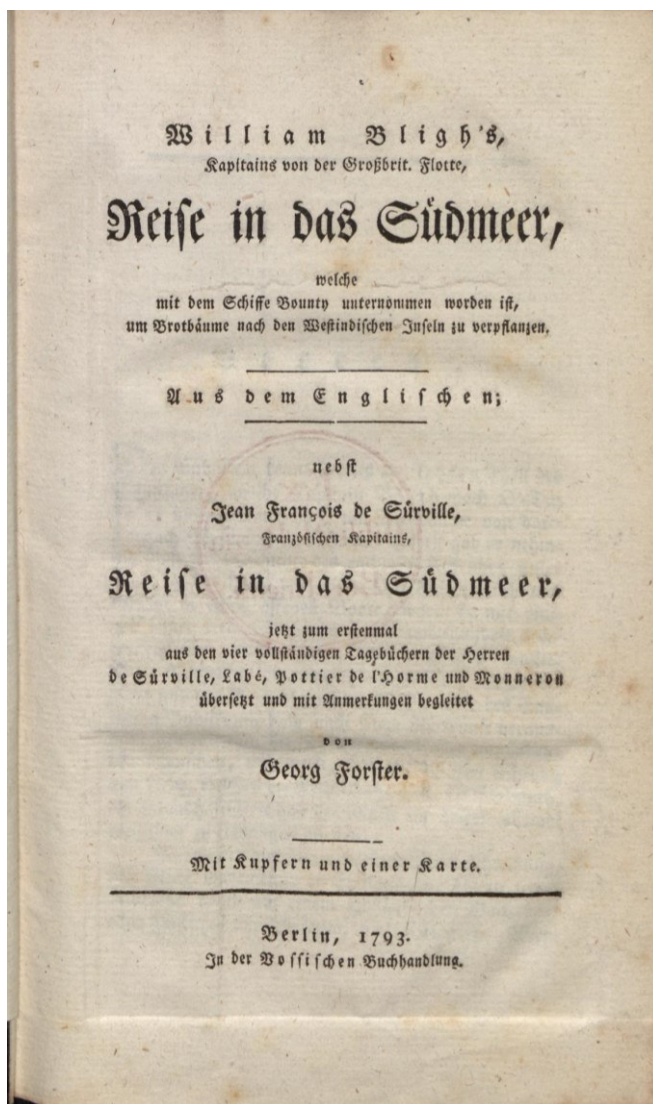 William Bligh's,
Kapitains von der Großbrit. Flotte,
Reise in das Südmeer,
welche
mit dem Schiffe Bounty unternommen worden ist,
um Brotbäume nach den Westindischen Inseln zu verpflanzen.
Aus dem Englischen;
nebst
Jean François de Sürville,
Französischen Kapitains,
Reise in das Südmeer,
jetzt zum erstenmal
aus den vier vollständigen Tagebüchern der Herren
de Sürville, Labé, Pottier de l'Horme und Monneron
übersetzt und mit Anmerkungen begleitet
von
Georg Forster.
Mit Kupfern und einer Karte.
Berlin, 1793.
In der Vossischen Buchhandlung.